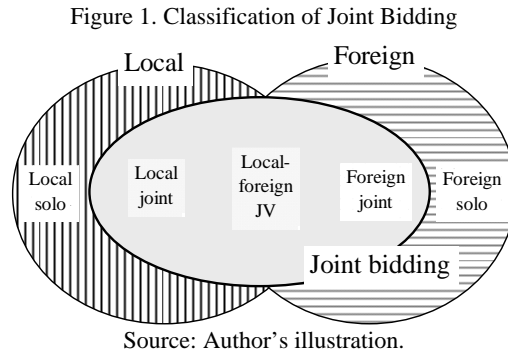 Figure 1. Classification of Joint Bidding
Local
Foreign
Local
solo
Local
joint
Local-
foreign
JV
Foreign
joint
Foreign
solo
Joint bidding
Source: Author's illustration.